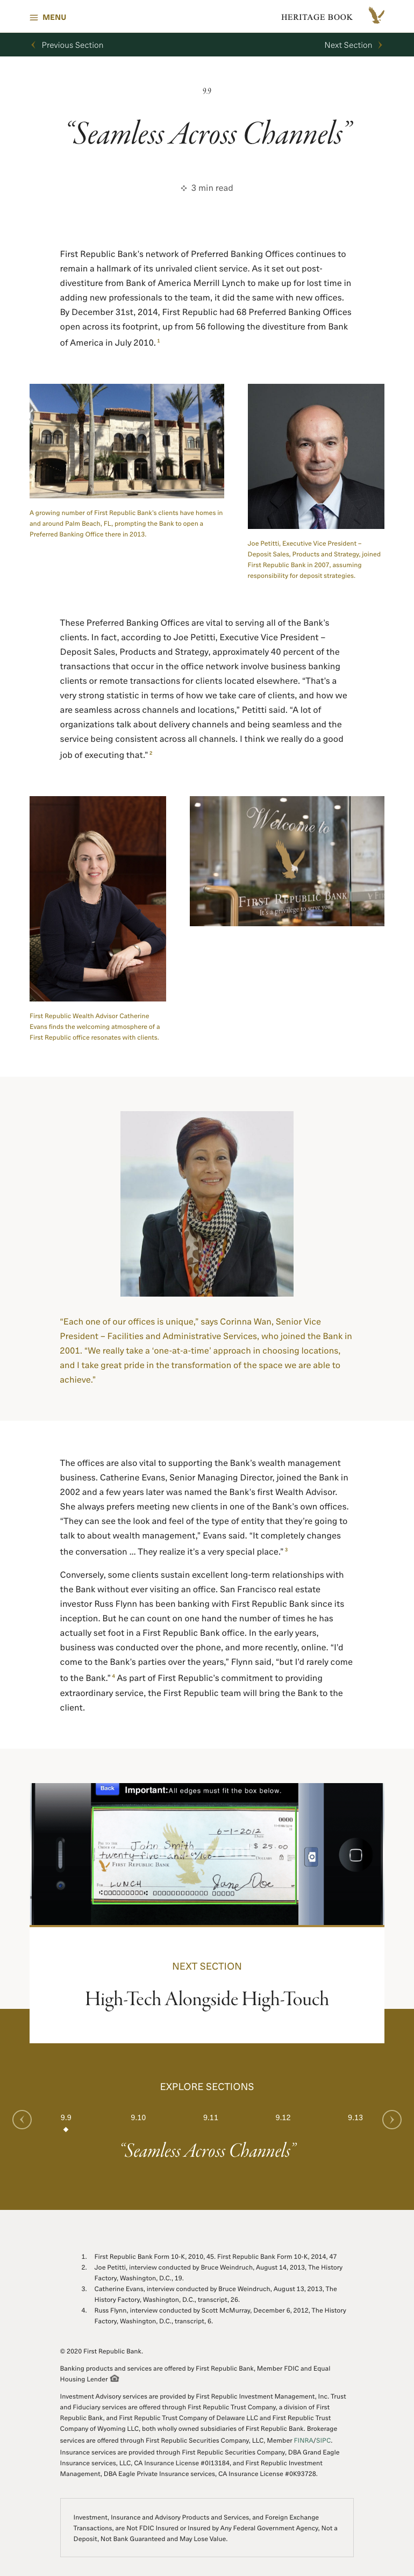 MENU
HERITAGE BOOK
Previous Section
Next Section
9.9
“Seamless Across Channels”
3 min read
First Republic Bank's network of Preferred Banking Offices continues to
remain a hallmark of its unrivaled client service. As it set out post-
divestiture from Bank of America Merrill Lynch to make up for lost time in
adding new professionals to the team, it did the same with new offices.
By December 31st, 2014, First Republic had 68 Preferred Banking Offices
open across its footprint, up from 56 following the divestiture from Bank
of America in July 2010. 1
A growing number of First Republic Bank's clients have homes in
and around Palm Beach, FL, prompting the Bank to open a
Preferred Banking Office there in 2013.
Joe Petitti, Executive Vice President –
Deposit Sales, Products and Strategy, joined
First Republic Bank in 2007, assuming
responsibility for deposit strategies.
These Preferred Banking Offices are vital to serving all of the Bank's
clients. In fact, according to Joe Petitti, Executive Vice President –
Deposit Sales, Products and Strategy, approximately 40 percent of the
transactions that occur in the office network involve business banking
clients or remote transactions for clients located elsewhere. “That's a
very strong statistic in terms of how we take care of clients, and how we
are seamless across channels and locations,” Petitti said. “A lot of
organizations talk about delivery channels and being seamless and the
service being consistent across all channels. I think we really do a good
job of executing that.” 2
Welcome to
FIRST REPUBLIC BANK
It's a privilege to serve you
First Republic Wealth Advisor Catherine
Evans finds the welcoming atmosphere of a
First Republic office resonates with clients.
“Each one of our offices is unique,” says Corinna Wan, Senior Vice
President – Facilities and Administrative Services, who joined the Bank in
2001. “We really take a ‘one-at-a-time’ approach in choosing locations,
and I take great pride in the transformation of the space we are able to
achieve.”
The offices are also vital to supporting the Bank's wealth management
business. Catherine Evans, Senior Managing Director, joined the Bank in
2002 and a few years later was named the Bank's first Wealth Advisor.
She always prefers meeting new clients in one of the Bank's own offices.
“They can see the look and feel of the type of entity that they're going to
talk to about wealth management,” Evans said. “It completely changes
the conversation ... They realize it's a very special place.” 3
Conversely, some clients sustain excellent long-term relationships with
the Bank without ever visiting an office. San Francisco real estate
investor Russ Flynn has been banking with First Republic Bank since its
inception. But he can count on one hand the number of times he has
actually set foot in a First Republic Bank office. In the early years,
business was conducted over the phone, and more recently, online. “I'd
come to the Bank's parties over the years,” Flynn said, “but I'd rarely come
to the Bank.” 4 As part of First Republic's commitment to providing
extraordinary service, the First Republic team will bring the Bank to the
client.
Back
Important: All edges must fit the box below.
6-1-2012
John Smith
$ 25.00
FIRST REPUBLIC BANK
LUNCH
Jane Doe
NEXT SECTION
High-Tech Alongside High-Touch
EXPLORE SECTIONS
9.9
9.10
9.11
9.12
9.13
“Seamless Across Channels”
1. First Republic Bank Form 10-K, 2010, 45. First Republic Bank Form 10-K, 2014, 47
2. Joe Petitti, interview conducted by Bruce Weindruch, August 14, 2013, The History
Factory, Washington, D.C., 19.
3. Catherine Evans, interview conducted by Bruce Weindruch, August 13, 2013, The
History Factory, Washington, D.C., transcript, 26.
4. Russ Flynn, interview conducted by Scott McMurray, December 6, 2012, The History
Factory, Washington, D.C., transcript, 6.
© 2020 First Republic Bank.
Banking products and services are offered by First Republic Bank, Member FDIC and Equal
Housing Lender
Investment Advisory services are provided by First Republic Investment Management, Inc. Trust
and Fiduciary services are offered through First Republic Trust Company, a division of First
Republic Bank, and First Republic Trust Company of Delaware LLC and First Republic Trust
Company of Wyoming LLC, both wholly owned subsidiaries of First Republic Bank. Brokerage
services are offered through First Republic Securities Company, LLC, Member FINRA/SIPC.
Insurance services are provided through First Republic Securities Company, DBA Grand Eagle
Insurance services, LLC, CA Insurance License #0I13184, and First Republic Investment
Management, DBA Eagle Private Insurance services, CA Insurance License #0K93728.
Investment, Insurance and Advisory Products and Services, and Foreign Exchange
Transactions, are Not FDIC Insured or Insured by Any Federal Government Agency, Not a
Deposit, Not Bank Guaranteed and May Lose Value.